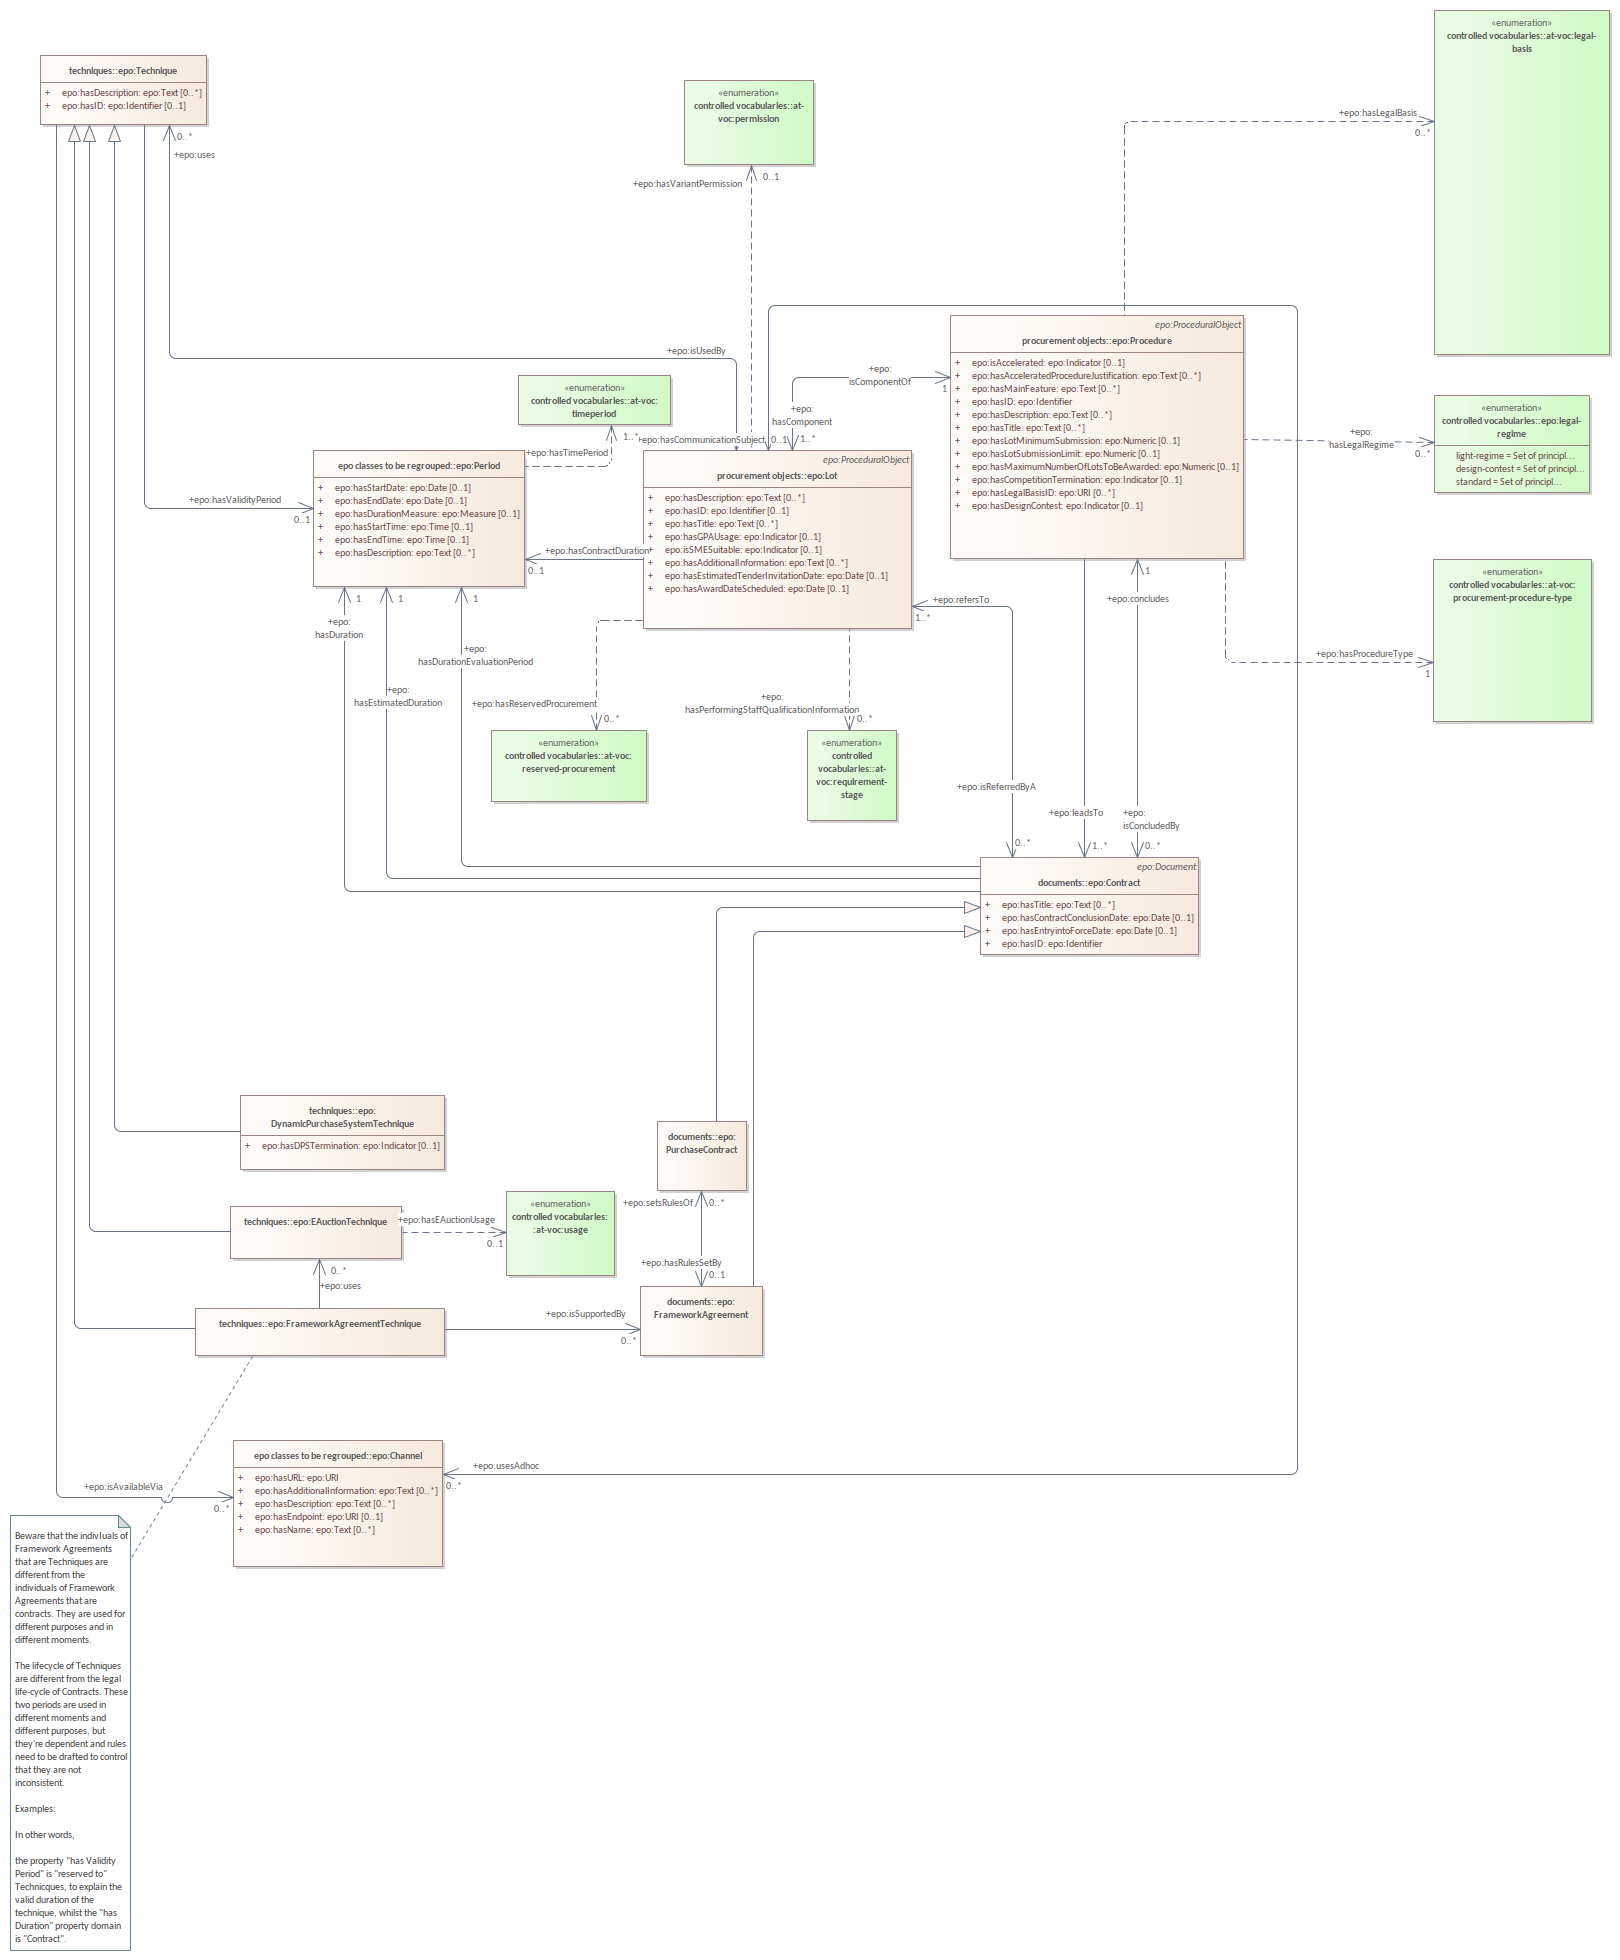 «enumeration»
controlled vocabularies::at-voc:legal-
basis
techniques::epo:Technique
+ epo:hasDescription: epo:Text [0..*]
+ epo:hasID: epo:Identifier [0..1]
0..*
+epo:uses
«enumeration»
controlled vocabularies::at-
voc:permission
+epo:hasVariantPermission
0..1
+epo:hasLegalBasis
0..*
epo:ProceduralObject
procurement objects::epo:Procedure
+ epo:isAccelerated: epo:Indicator [0..1]
+ epo:hasAcceleratedProcedureJustification: epo:Text [0..*]
+ epo:hasMainFeature: epo:Text [0..*]
+ epo:hasID: epo:Identifier
+ epo:hasDescription: epo:Text [0..*]
+ epo:hasTitle: epo:Text [0..*]
+ epo:hasLotMinimumSubmission: epo:Numeric [0..1]
+ epo:hasLotSubmissionLimit: epo:Numeric [0..1]
+ epo:hasMaximumNumberOfLotsToBeAwarded: epo:Numeric [0..1]
+ epo:hasCompetitionTermination: epo:Indicator [0..1]
+ epo:hasLegalBasisID: epo:URI [0..*]
+ epo:hasDesignContest: epo:Indicator [0..1]
+epo:isUsedBy
+epo:
isComponentOf
1
+epo:
hasComponent
1..*
«enumeration»
controlled vocabularies::at-voc:
timeperiod
1..*
+epo:hasTimePeriod
+epo:hasCommunicationSubject
0..1
«enumeration»
controlled vocabularies::epo:legal-
regime
light-regime = Set of principl...
design-contest = Set of principl...
standard = Set of principl...
+epo:
hasLegalRegime
0..*
epo classes to be regrouped::epo:Period
+ epo:hasStartDate: epo:Date [0..1]
+ epo:hasEndDate: epo:Date [0..1]
+ epo:hasDurationMeasure: epo:Measure [0..1]
+ epo:hasStartTime: epo:Time [0..1]
+ epo:hasEndTime: epo:Time [0..1]
+ epo:hasDescription: epo:Text [0..*]
+epo:hasValidityPeriod
0..1
epo:ProceduralObject
procurement objects::epo:Lot
+ epo:hasDescription: epo:Text [0..*]
+ epo:hasID: epo:Identifier [0..1]
+ epo:hasTitle: epo:Text [0..*]
+ epo:hasGPAUsage: epo:Indicator [0..1]
+ epo:isSMESuitable: epo:Indicator [0..1]
+ epo:hasAdditionalInformation: epo:Text [0..*]
+ epo:hasEstimatedTenderInvitationDate: epo:Date [0..1]
+ epo:hasAwardDateScheduled: epo:Date [0..1]
+epo:hasContractDuration
0..1
«enumeration»
controlled vocabularies::at-voc:
procurement-procedure-type
+epo:hasProcedureType
1
1
+epo:
hasDuration
1
+epo:
hasEstimatedDuration
1
+epo:
hasDurationEvaluationPeriod
+epo:refersTo
1..*
1
+epo:concludes
+epo:hasReservedProcurement
0..*
+epo:
hasPerformingStaffQualificationInformation
0..*
«enumeration»
controlled vocabularies::at-voc:
reserved-procurement
«enumeration»
controlled
vocabularies::at-
voc:requirement-
stage
+epo:isReferredByA
0..*
+epo:leadsTo
1..*
+epo:
isConcludedBy
0..*
epo:Document
documents::epo:Contract
+ epo:hasTitle: epo:Text [0..*]
+ epo:hasContractConclusionDate: epo:Date [0..1]
+ epo:hasEntryintoForceDate: epo:Date [0..1]
+ epo:hasID: epo:Identifier
techniques::epo:
DynamicPurchaseSystemTechnique
+ epo:hasDPSTermination: epo:Indicator [0..1]
documents::epo:
PurchaseContract
+epo:setsRulesOf
0..*
techniques::epo:EAuctionTechnique
+epo:hasEAuctionUsage
0..1
«enumeration»
controlled vocabularies:
:at-voc:usage
+epo:hasRulesSetBy
0..1
0..*
+epo:uses
techniques::epo:FrameworkAgreementTechnique
+epo:isSupportedBy
0..*
documents::epo:
FrameworkAgreement
epo classes to be regrouped::epo:Channel
+ epo:hasURL: epo:URI
+ epo:hasAdditionalInformation: epo:Text [0..*]
+ epo:hasDescription: epo:Text [0..*]
+ epo:hasEndpoint: epo:URI [0..1]
+ epo:hasName: epo:Text [0..*]
+epo:usesAdhoc
0..*
+epo:isAvailableVia
0..*
Beware that the indivIuals of
Framework Agreements
that are Techniques are
different from the
individuals of Framework
Agreements that are
contracts. They are used for
different purposes and in
different moments.
The lifecycle of Techniques
are different from the legal
life-cycle of Contracts. These
two periods are used in
different moments and
different purposes, but
they're dependent and rules
need to be drafted to control
that they are not
inconsistent.
Examples:
In other words,
the property "has Validity
Period" is "reserved to"
Technicques, to explain the
valid duration of the
technique, whilst the "has
Duration" property domain
is "Contract".